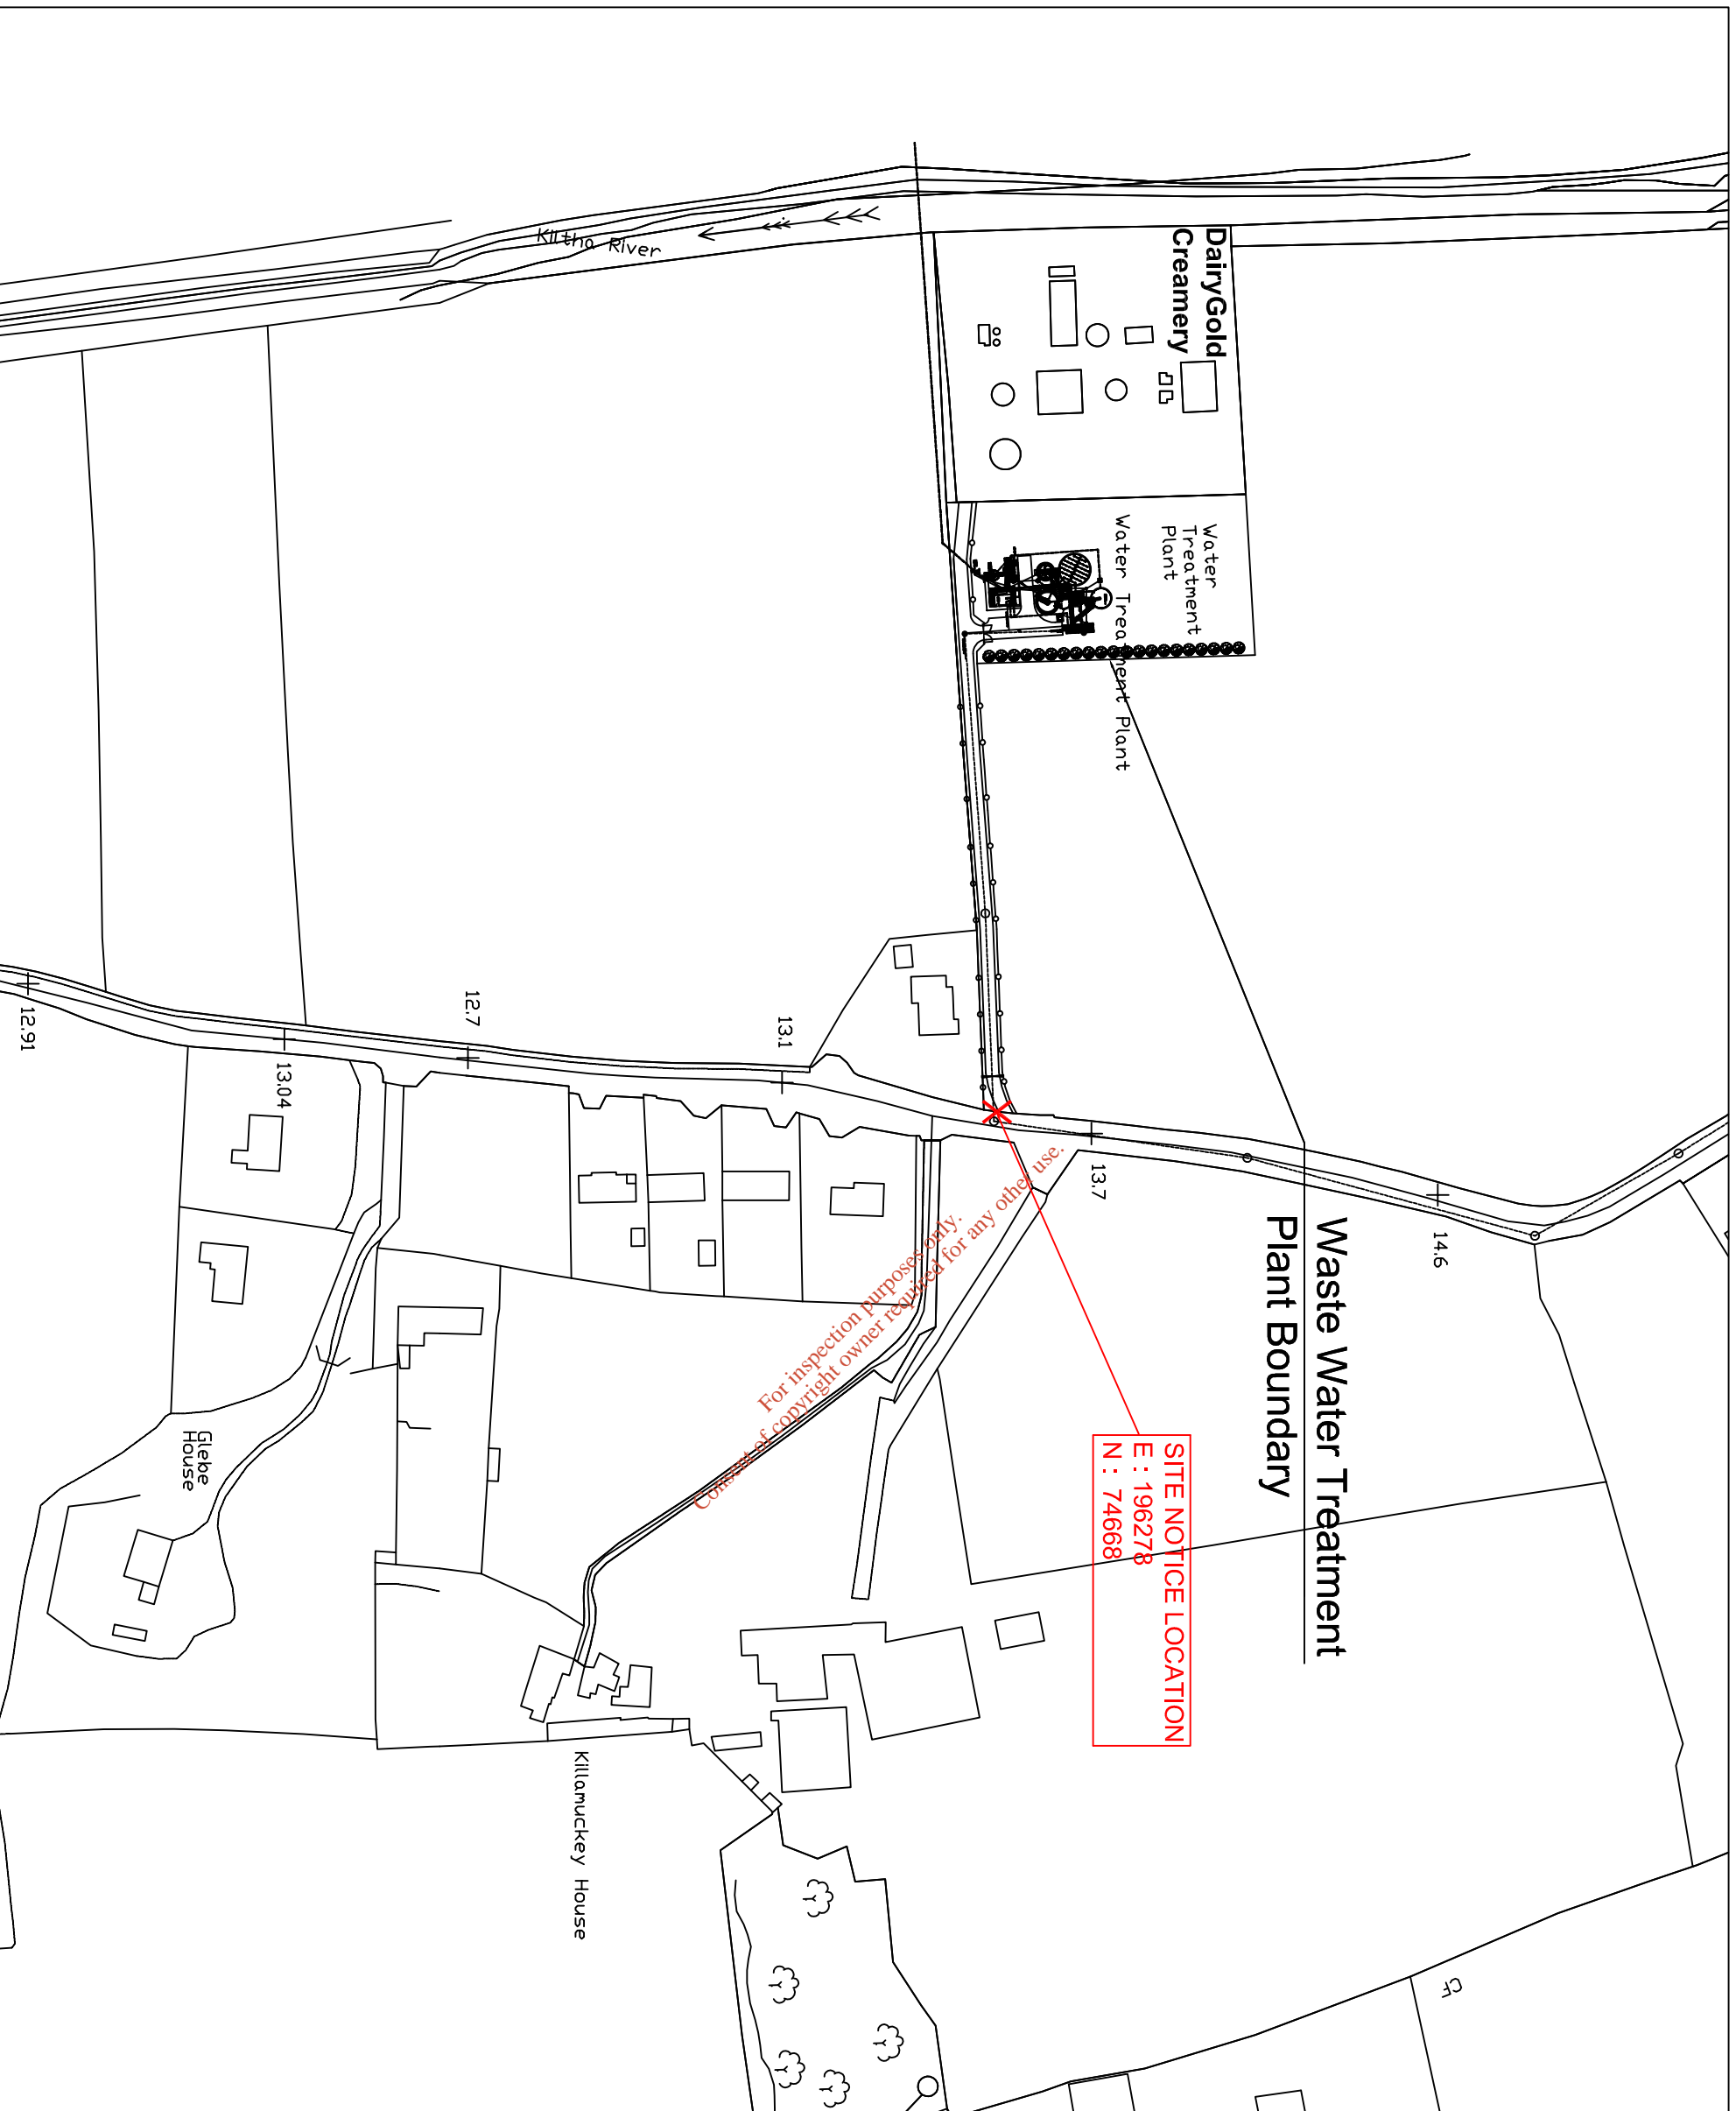 Kiltha River
DairyGold
Creamery
Water
Treatment
Plant
Water Treatment Plant
12.91
13.04
12.7
13.1
13.7
14.6
Waste Water Treatment
Plant Boundary
SITE NOTICE LOCATION
E : 196278
N : 74668
For inspection purposes only.
Consent of copyright owner required for any other use.
Glebe
House
Killamuckey House
CF